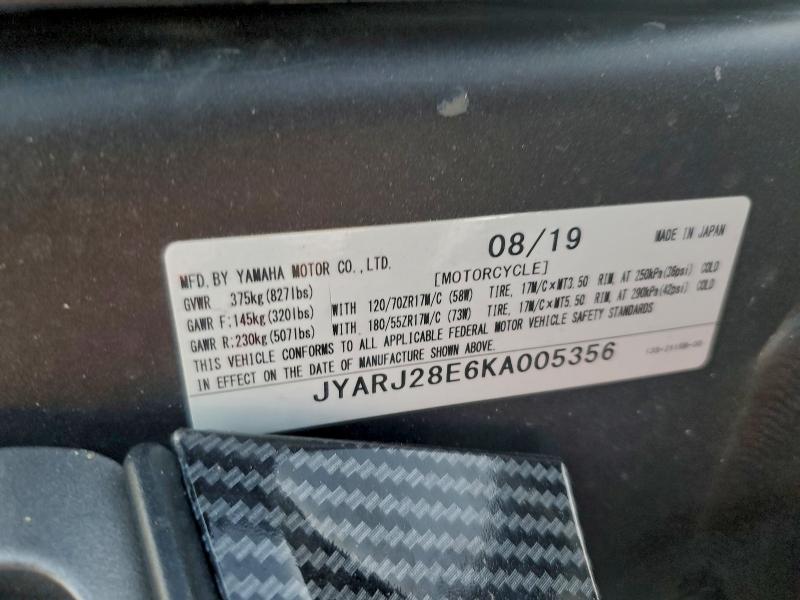 08/19 MADE IN JAPAN
MFD. BY YAMAHA MOTOR CO., LTD. [MOTORCYCLE]
GVWR 375kg (827lbs)
GAWR F: 145kg (320lbs) WITH 120/70ZR17M/C (58W) TIRE, 17M/C×MT3.50 RIM, AT 250kPa (36psi) COLD
GAWR R: 230kg (507lbs) WITH 180/55ZR17M/C (73W) TIRE, 17M/C×MT5.50 RIM, AT 290kPa (42psi) COLD
THIS VEHICLE CONFORMS TO ALL APPLICABLE FEDERAL MOTOR VEHICLE SAFETY STANDARDS
IN EFFECT ON THE DATE OF MANUFACTURE SHOWN ABOVE.
JYARJ28E6KA005356